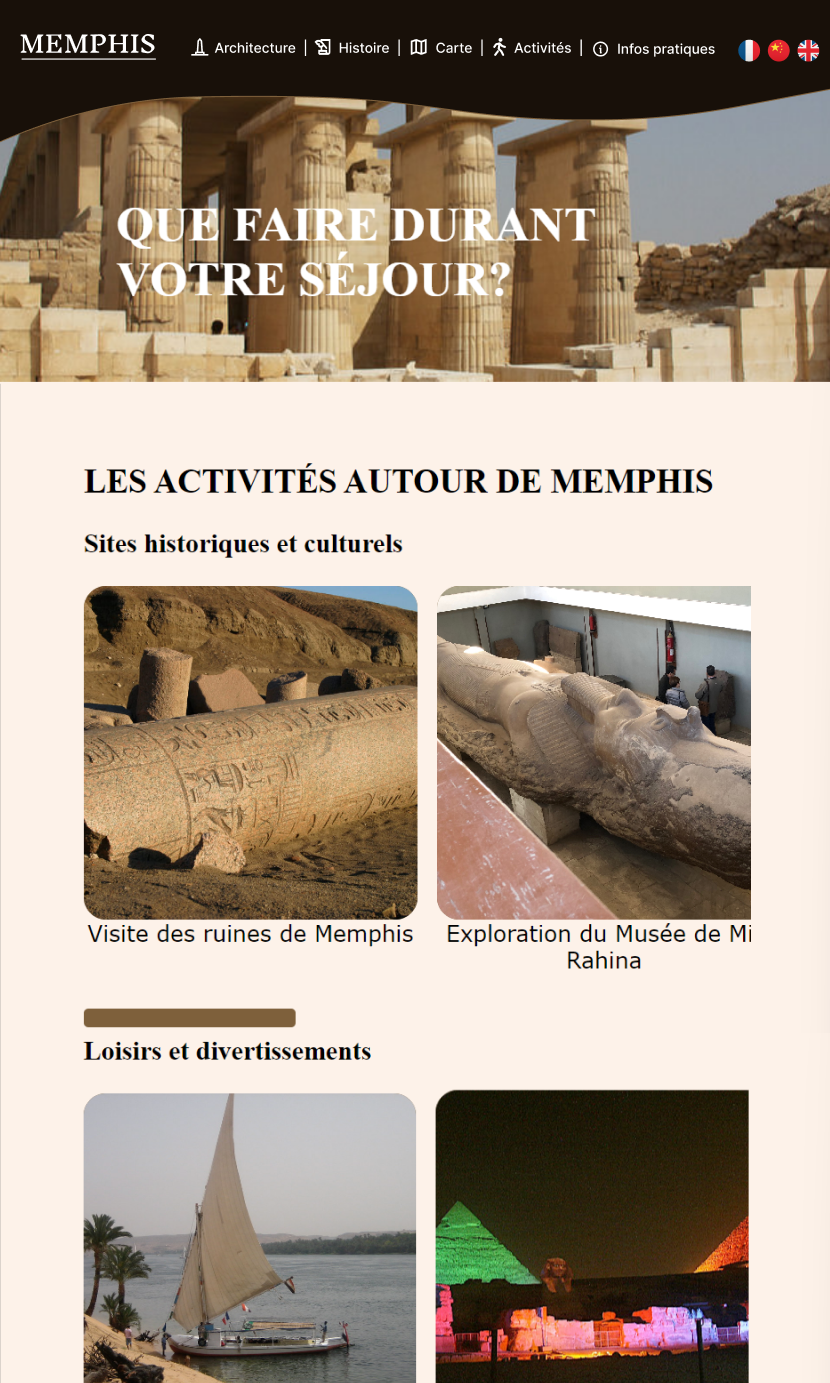 MEMPHIS
Architecture | Histoire | Carte | Activités | Infos pratiques
QUE FAIRE DURANT
VOTRE SÉJOUR?
LES ACTIVITÉS AUTOUR DE MEMPHIS
Sites historiques et culturels
Visite des ruines de Memphis
Exploration du Musée de Mi
Rahina
Loisirs et divertissements